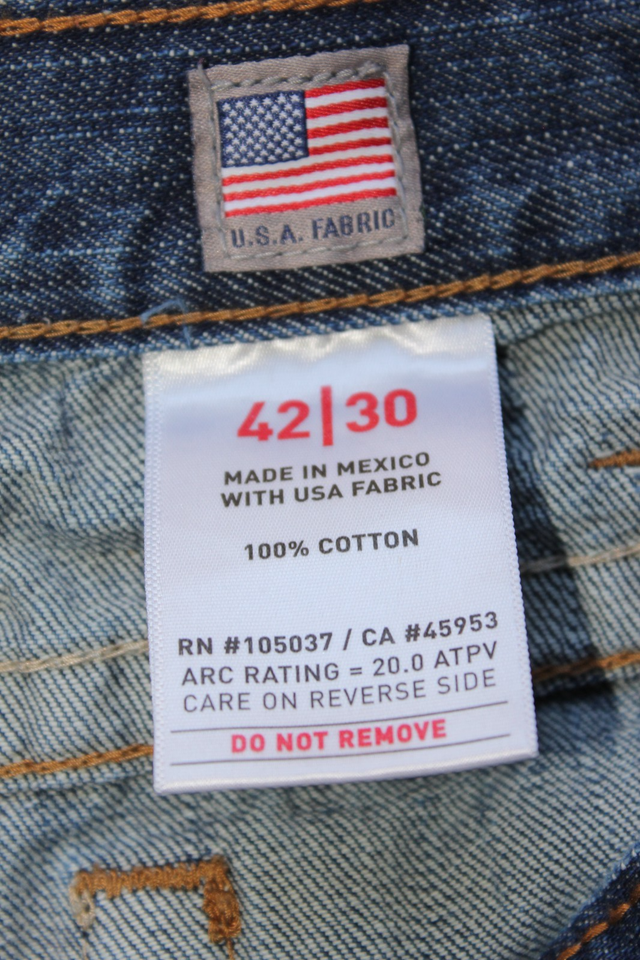 U.S.A. FABRIC
42|30
MADE IN MEXICO
WITH USA FABRIC
100% COTTON
RN #105037 / CA #45953
ARC RATING = 20.0 ATPV
CARE ON REVERSE SIDE
DO NOT REMOVE